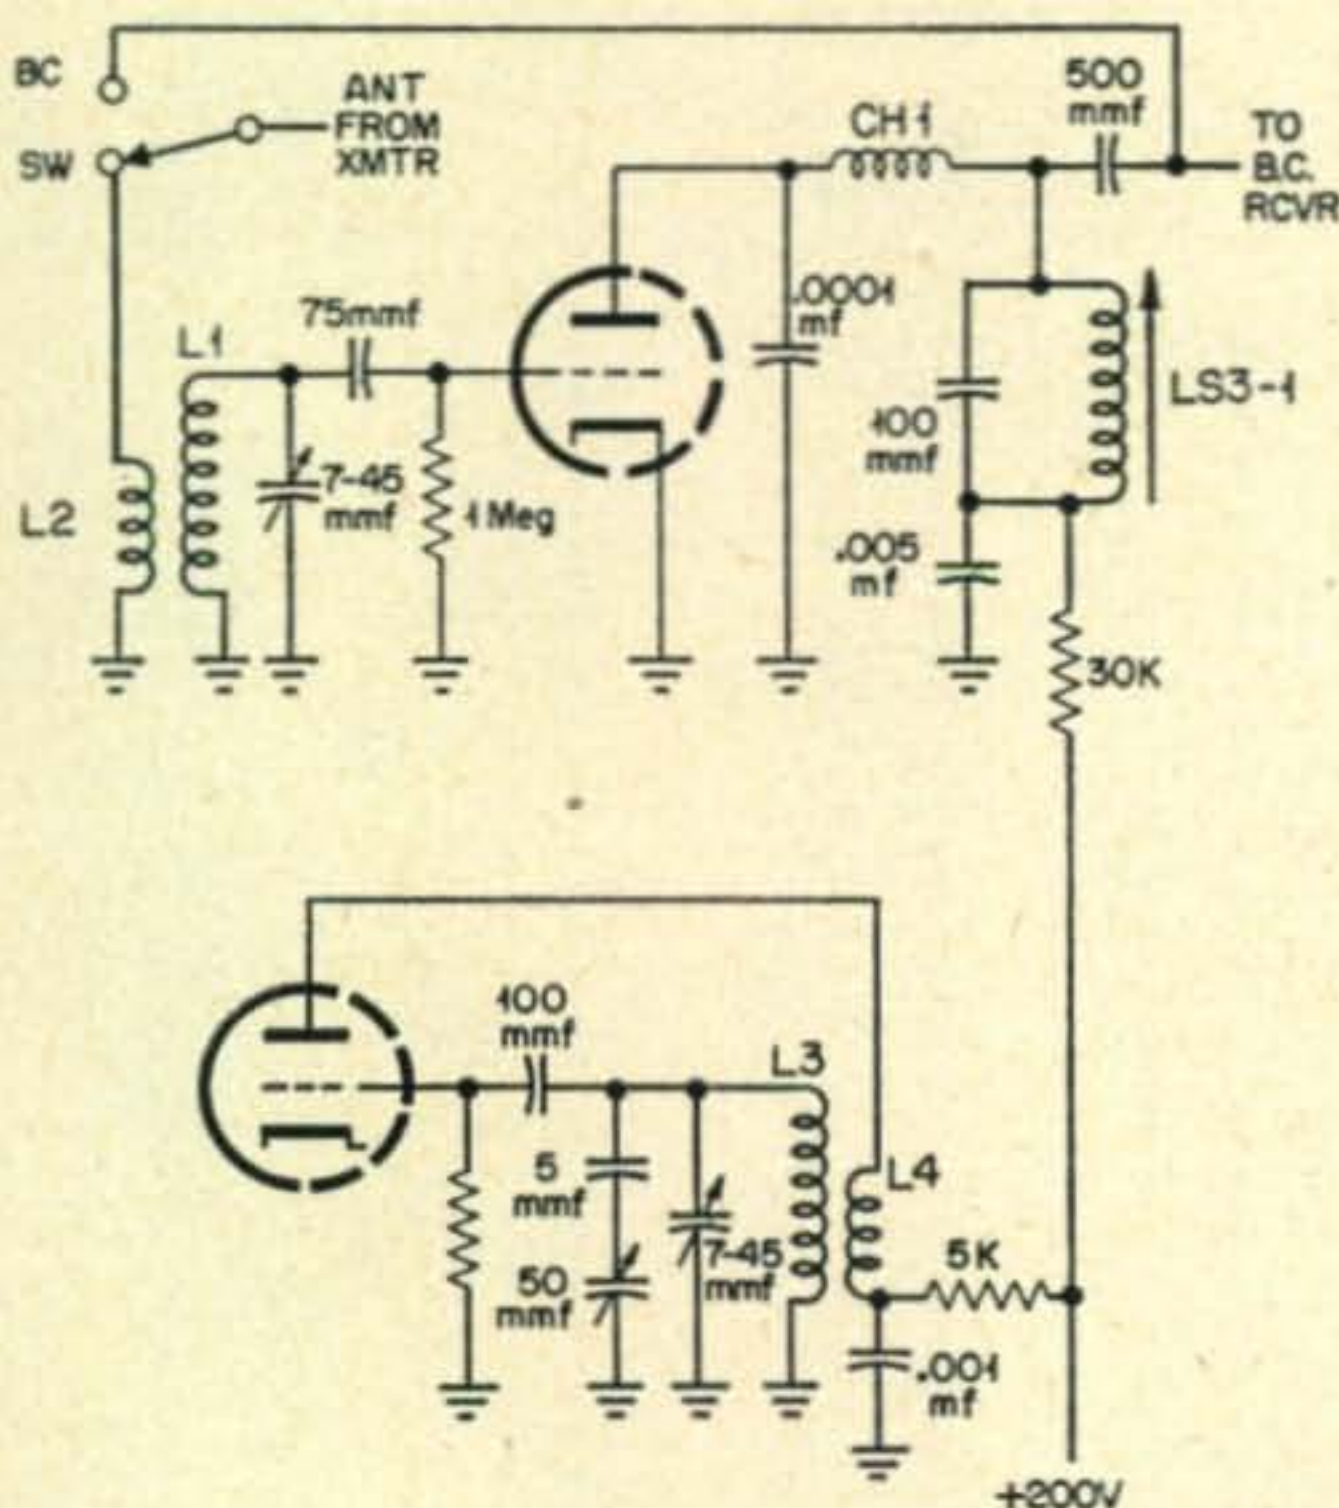 BC
SW
ANT
FROM
XMTR
CH 1
500
mmf
TO
B.C.
RCVR
75mmf
L1
L2
7-45
mmf
1 Meg
.0001
mf
100
mmf
LS3-1
.005
mf
30K
100
mmf
5
mmf
50
mmf
7-45
mmf
L3
L4
5K
.001
mf
+200V